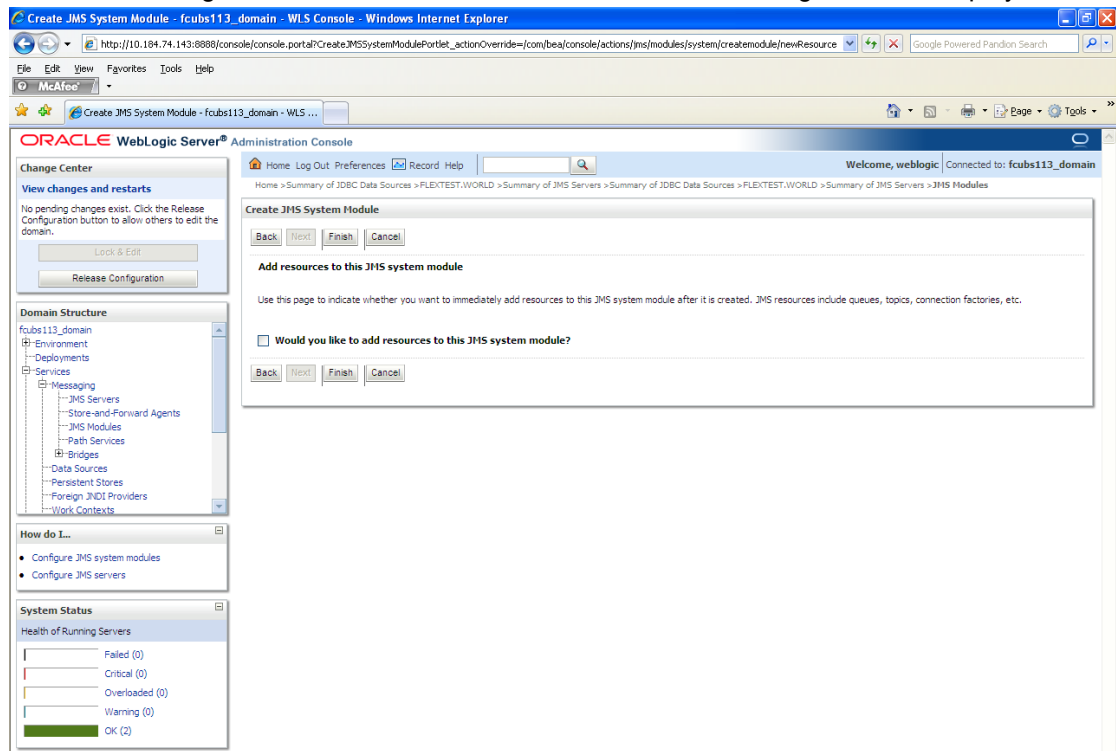 Create JMS System Module - fcubs113_domain - WLS Console - Windows Internet Explorer
http://10.184.74.143:8888/console/console.portal?CreateJMSSystemModulePortlet_actionOverride=/com/bea/console/actions/jms/modules/system/createmodule/newResource
Google Powered Pandion Search
File Edit View Favorites Tools Help
McAfee
Create JMS System Module - fcubs113_domain - WLS ...
Page Tools
ORACLE WebLogic Server® Administration Console
Change Center
View changes and restarts
No pending changes exist. Click the Release
Configuration button to allow others to edit the
domain.
Lock & Edit
Release Configuration
Domain Structure
fcubs113_domain
Environment
Deployments
Services
Messaging
JMS Servers
Store-and-Forward Agents
JMS Modules
Path Services
Bridges
Data Sources
Persistent Stores
Foreign JNDI Providers
Work Contexts
How do I...
Configure JMS system modules
Configure JMS servers
System Status
Health of Running Servers
Failed (0)
Critical (0)
Overloaded (0)
Warning (0)
OK (2)
Home Log Out Preferences Record Help
Welcome, weblogic Connected to: fcubs113_domain
Home >Summary of JDBC Data Sources >FLEXTEST.WORLD >Summary of JMS Servers >Summary of JDBC Data Sources >FLEXTEST.WORLD >Summary of JMS Servers >JMS Modules
Create JMS System Module
Back Next Finish Cancel
Add resources to this JMS system module
Use this page to indicate whether you want to immediately add resources to this JMS system module after it is created. JMS resources include queues, topics, connection factories, etc.
Would you like to add resources to this JMS system module?
Back Next Finish Cancel